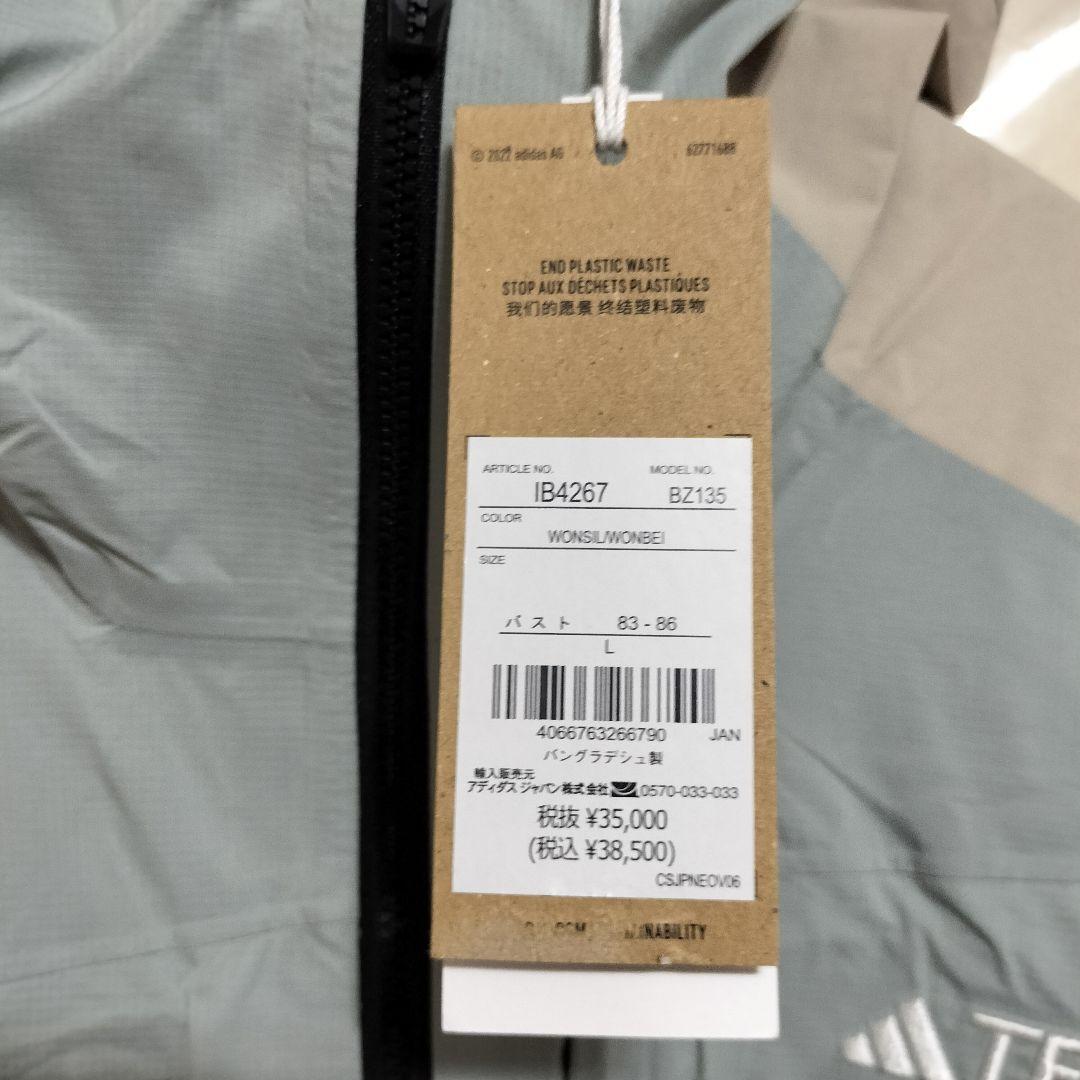 © 2022 adidas AG 62771688
END PLASTIC WASTE
STOP AUX DÉCHETS PLASTIQUES
我们的愿景 终结塑料废物
ARTICLE NO. MODEL NO.
IB4267 BZ135
COLOR
WONSIL/WONBEI
SIZE
バスト 83 - 86
L
4066763266790 JAN
バングラデシュ製
輸入販売元
アディダス ジャパン株式会社 0570-033-033
税抜 ¥35,000
(税込 ¥38,500)
CSJPNEOV06